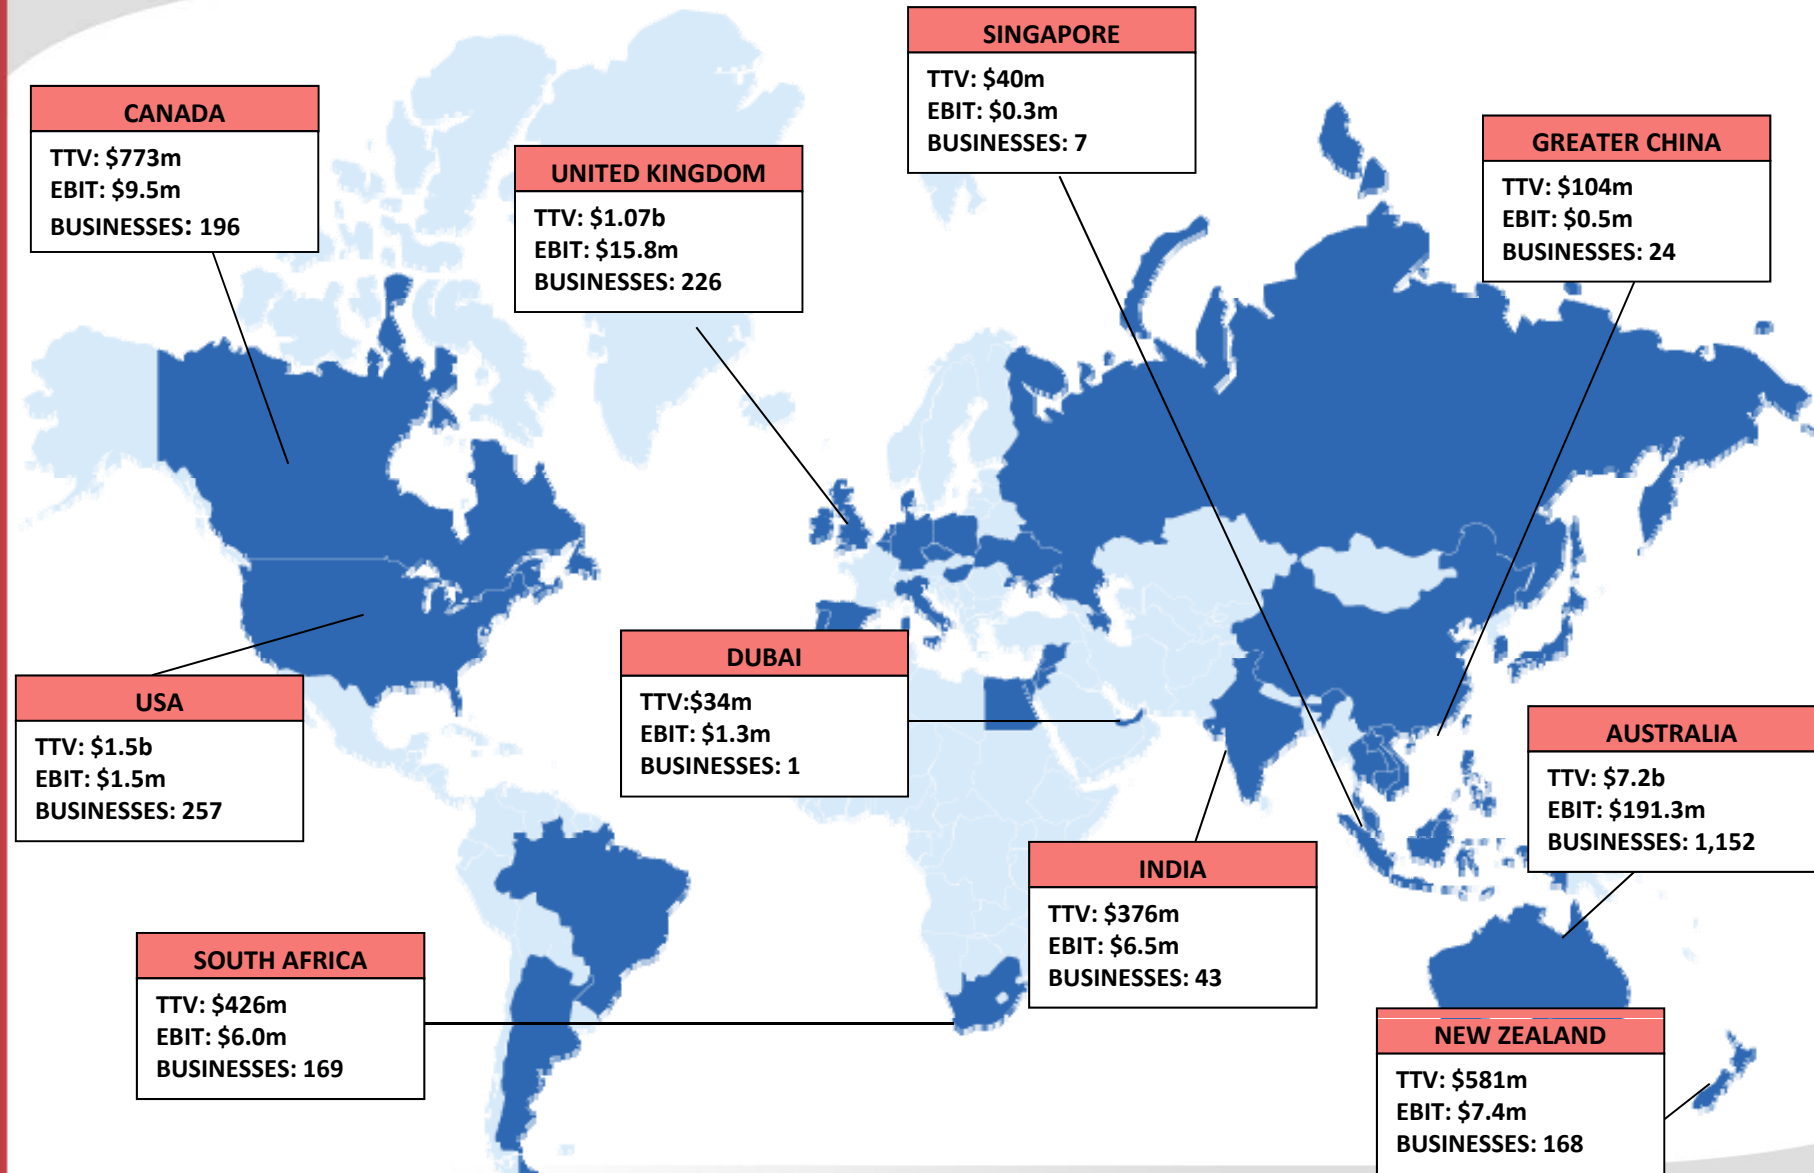 SINGAPORE
TTV: $40m
EBIT: $0.3m
BUSINESSES: 7
CANADA
TTV: $773m
EBIT: $9.5m
BUSINESSES: 196
UNITED KINGDOM
TTV: $1.07b
EBIT: $15.8m
BUSINESSES: 226
GREATER CHINA
TTV: $104m
EBIT: $0.5m
BUSINESSES: 24
DUBAI
TTV:$34m
EBIT: $1.3m
BUSINESSES: 1
USA
TTV: $1.5b
EBIT: $1.5m
BUSINESSES: 257
AUSTRALIA
TTV: $7.2b
EBIT: $191.3m
BUSINESSES: 1,152
INDIA
TTV: $376m
EBIT: $6.5m
BUSINESSES: 43
SOUTH AFRICA
TTV: $426m
EBIT: $6.0m
BUSINESSES: 169
NEW ZEALAND
TTV: $581m
EBIT: $7.4m
BUSINESSES: 168